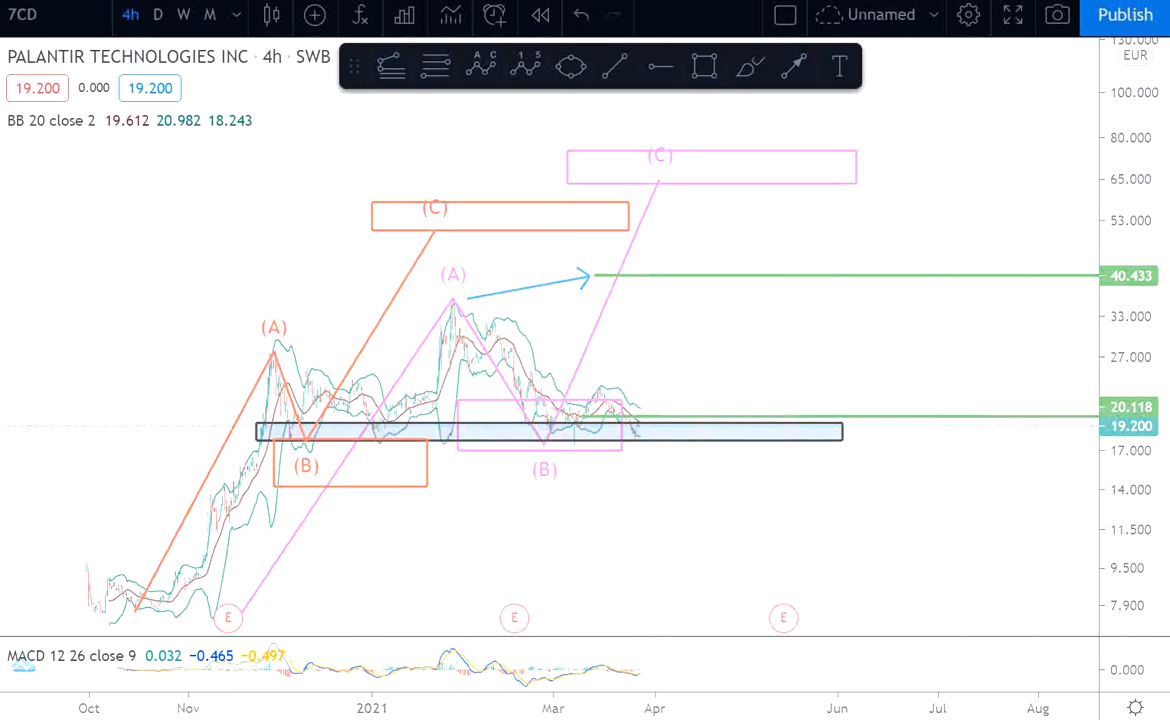 7CD 4h D W M Unnamed Publish
PALANTIR TECHNOLOGIES INC · 4h · SWB
A C
1 5
T
130.000
EUR
19.200 0.000 19.200
100.000
BB 20 close 2 19.612 20.982 18.243
80.000
(C)
65.000
(C)
53.000
(A)
40.433
(A)
33.000
27.000
20.118
19.200
(B)
(B)
17.000
14.000
11.500
9.500
7.900
E
E
E
MACD 12 26 close 9 0.032 −0.465 −0.497
0.000
Oct Nov 2021 Mar Apr Jun Jul Aug